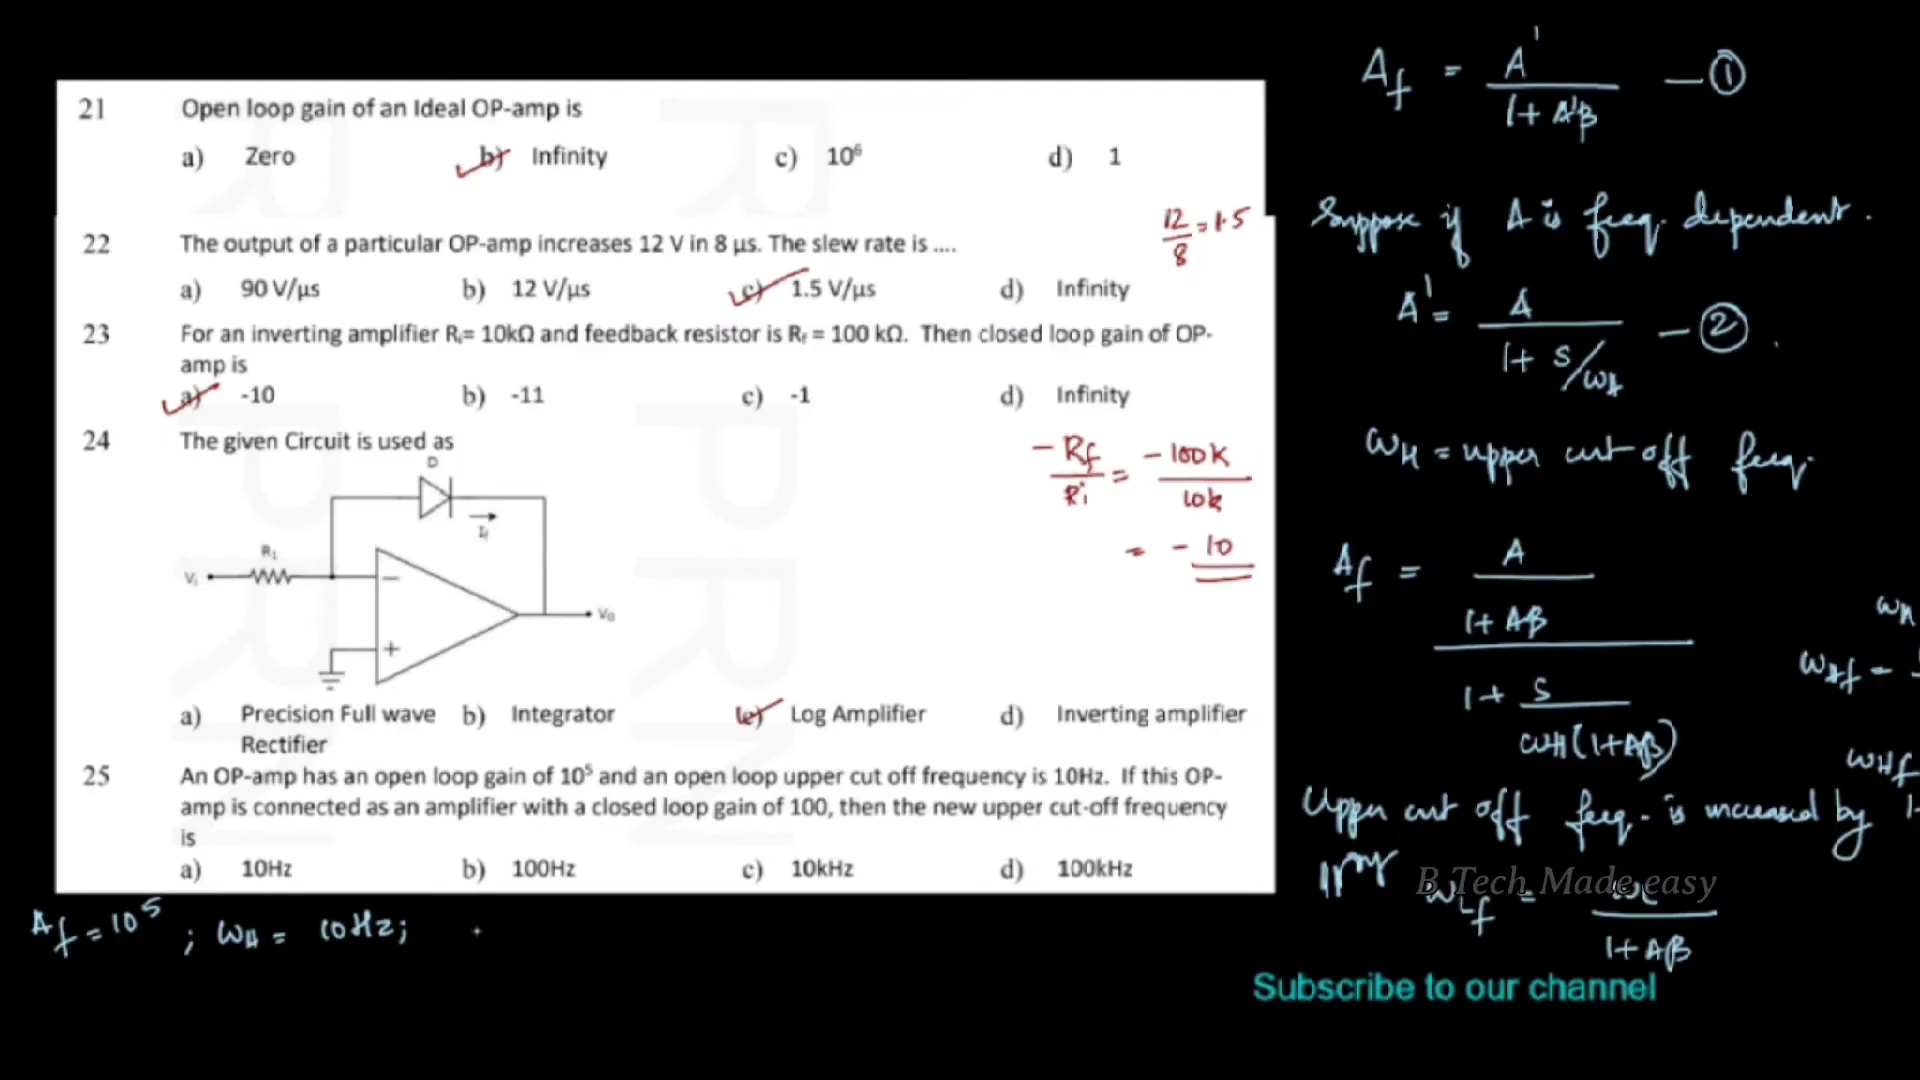 21 Open loop gain of an Ideal OP-amp is
a) Zero b) Infinity c) 10⁶ d) 1
22 The output of a particular OP-amp increases 12 V in 8 µs. The slew rate is ....
12/8 = 1.5
a) 90 V/µs b) 12 V/µs c) 1.5 V/µs d) Infinity
23 For an inverting amplifier Rᵢ= 10kΩ and feedback resistor is Rf = 100 kΩ. Then closed loop gain of OP-
amp is
a) -10 b) -11 c) -1 d) Infinity
-Rf/Ri = -100k/10k
= -10
24 The given Circuit is used as
D
If
R₁
Vi
−
+
V₀
a) Precision Full wave b) Integrator c) Log Amplifier d) Inverting amplifier
Rectifier
25 An OP-amp has an open loop gain of 10⁵ and an open loop upper cut off frequency is 10Hz. If this OP-
amp is connected as an amplifier with a closed loop gain of 100, then the new upper cut-off frequency
is
a) 10Hz b) 100Hz c) 10kHz d) 100kHz
Af = 10⁵ ; ωH = 10Hz;
Af = A'/(1+A'β) — ①
Suppose if A is freq. dependent.
A' = A/(1+S/ωH) — ②.
ωH = upper cut off freq.
Af = A
1+Aβ
1+ S
ωH(1+Aβ)
ωHf =
ωHf
Upper cut off freq. is increased by 1+
B Tech Made easy
ωLf =
1+Aβ
Subscribe to our channel